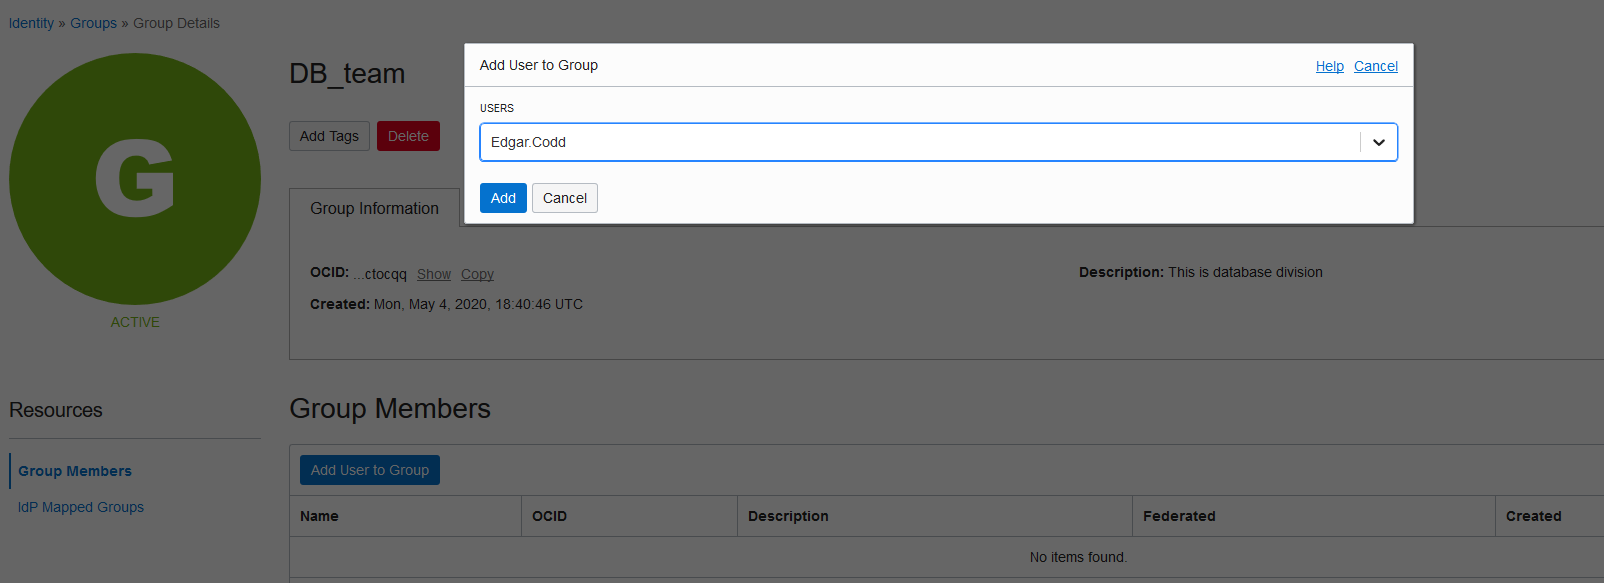 Identity » Groups » Group Details
G
ACTIVE
DB_team
Add Tags Delete
Add User to Group Help Cancel
USERS
Edgar.Codd
Add Cancel
Group Information
OCID: ...ctocqq Show Copy
Created: Mon, May 4, 2020, 18:40:46 UTC
Description: This is database division
Resources
Group Members
IdP Mapped Groups
Group Members
Add User to Group
Name OCID Description Federated Created
No items found.